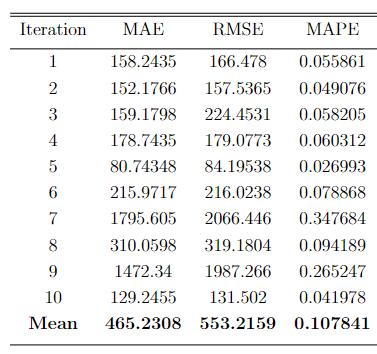 Iteration MAE RMSE MAPE
1 158.2435 166.478 0.055861
2 152.1766 157.5365 0.049076
3 159.1798 224.4531 0.058205
4 178.7435 179.0773 0.060312
5 80.74348 84.19538 0.026993
6 215.9717 216.0238 0.078868
7 1795.605 2066.446 0.347684
8 310.0598 319.1804 0.094189
9 1472.34 1987.266 0.265247
10 129.2455 131.502 0.041978
Mean 465.2308 553.2159 0.107841